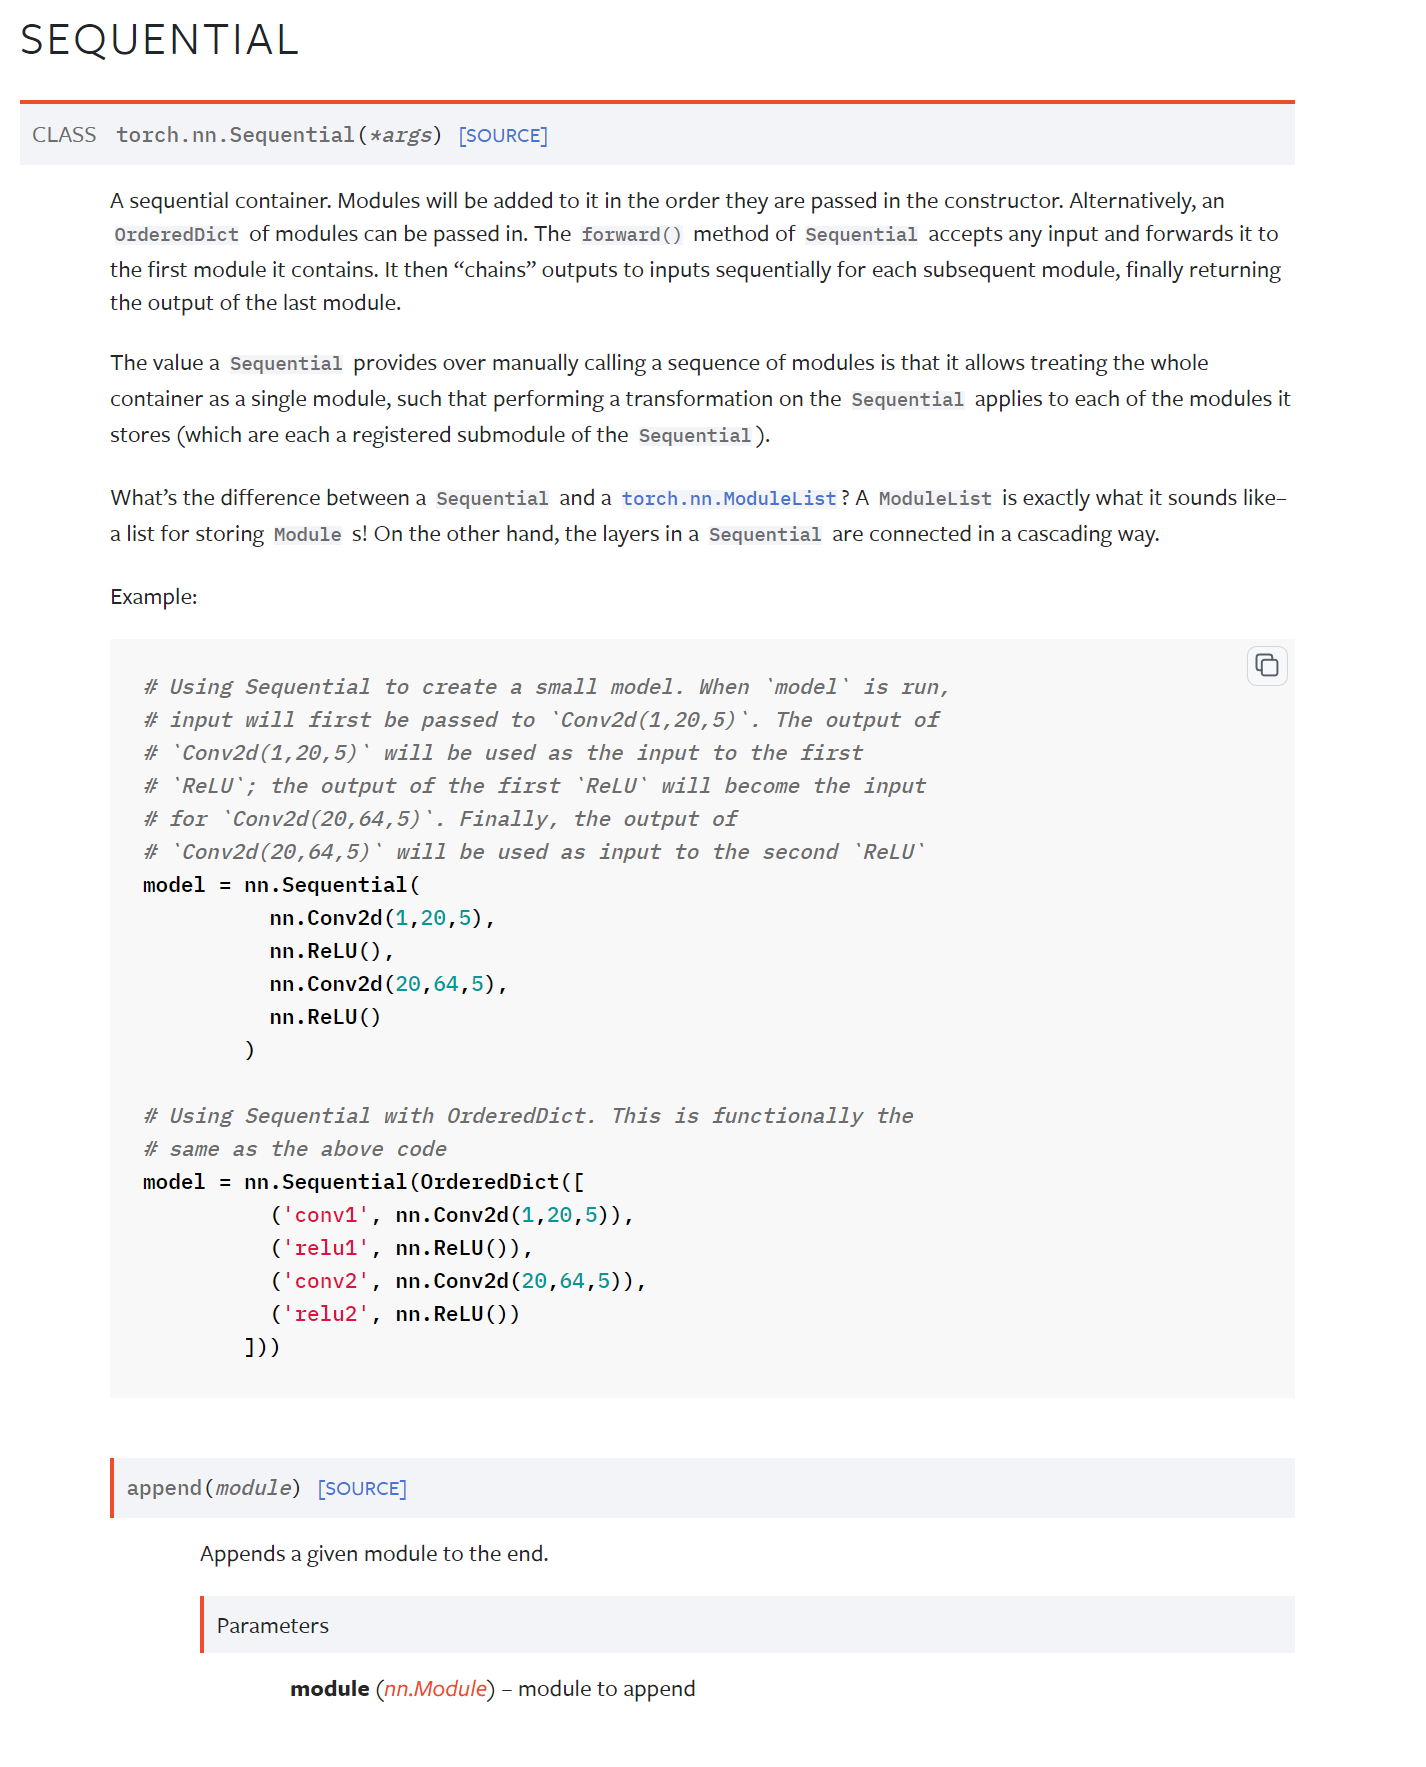 SEQUENTIAL
CLASS torch.nn.Sequential(*args) [SOURCE]
A sequential container. Modules will be added to it in the order they are passed in the constructor. Alternatively, an
OrderedDict of modules can be passed in. The forward() method of Sequential accepts any input and forwards it to
the first module it contains. It then “chains” outputs to inputs sequentially for each subsequent module, finally returning
the output of the last module.
The value a Sequential provides over manually calling a sequence of modules is that it allows treating the whole
container as a single module, such that performing a transformation on the Sequential applies to each of the modules it
stores (which are each a registered submodule of the Sequential ).
What’s the difference between a Sequential and a torch.nn.ModuleList ? A ModuleList is exactly what it sounds like–
a list for storing Module s! On the other hand, the layers in a Sequential are connected in a cascading way.
Example:
# Using Sequential to create a small model. When `model` is run,
# input will first be passed to `Conv2d(1,20,5)`. The output of
# `Conv2d(1,20,5)` will be used as the input to the first
# `ReLU`; the output of the first `ReLU` will become the input
# for `Conv2d(20,64,5)`. Finally, the output of
# `Conv2d(20,64,5)` will be used as input to the second `ReLU`
model = nn.Sequential(
          nn.Conv2d(1,20,5),
          nn.ReLU(),
          nn.Conv2d(20,64,5),
          nn.ReLU()
        )
# Using Sequential with OrderedDict. This is functionally the
# same as the above code
model = nn.Sequential(OrderedDict([
          ('conv1', nn.Conv2d(1,20,5)),
          ('relu1', nn.ReLU()),
          ('conv2', nn.Conv2d(20,64,5)),
          ('relu2', nn.ReLU())
        ]))
append(module) [SOURCE]
Appends a given module to the end.
Parameters
module (nn.Module) – module to append